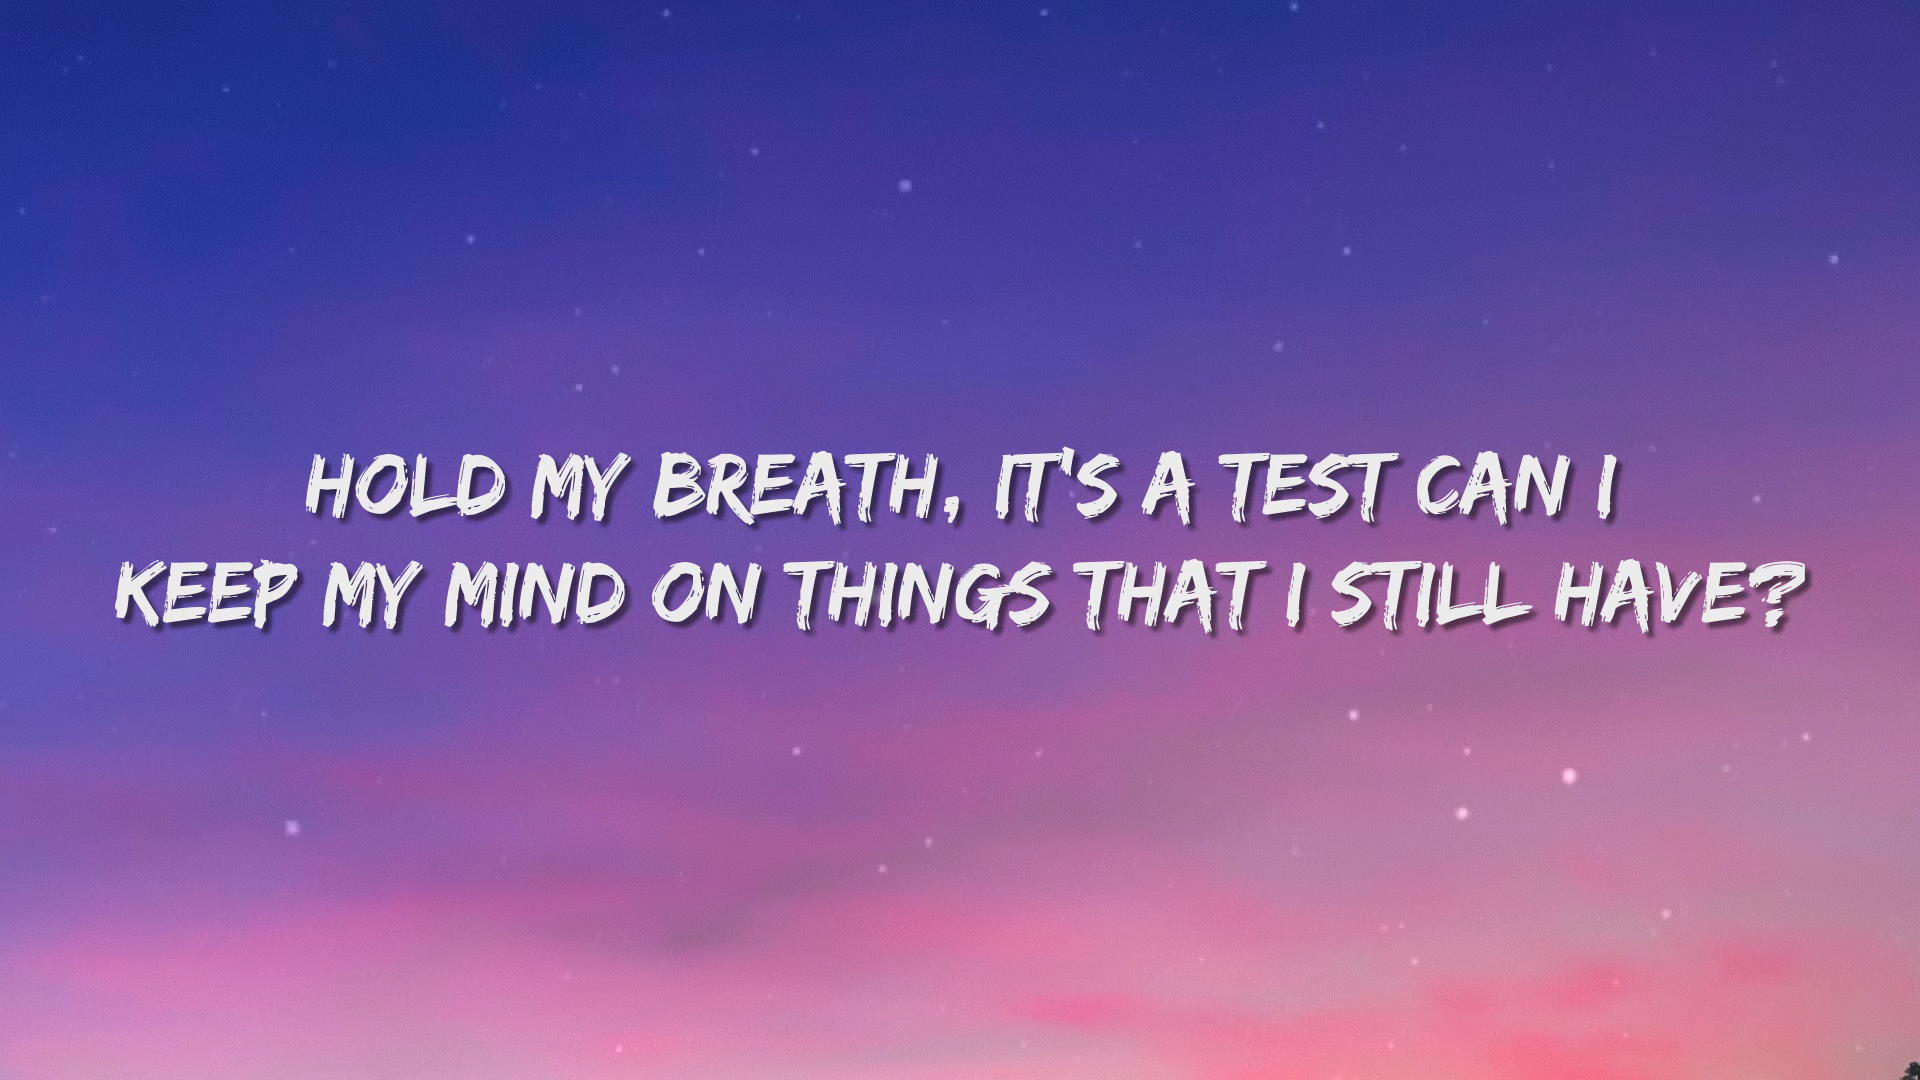 HOLD MY BREATH, IT'S A TEST CAN I
KEEP MY MIND ON THINGS THAT I STILL HAVE?